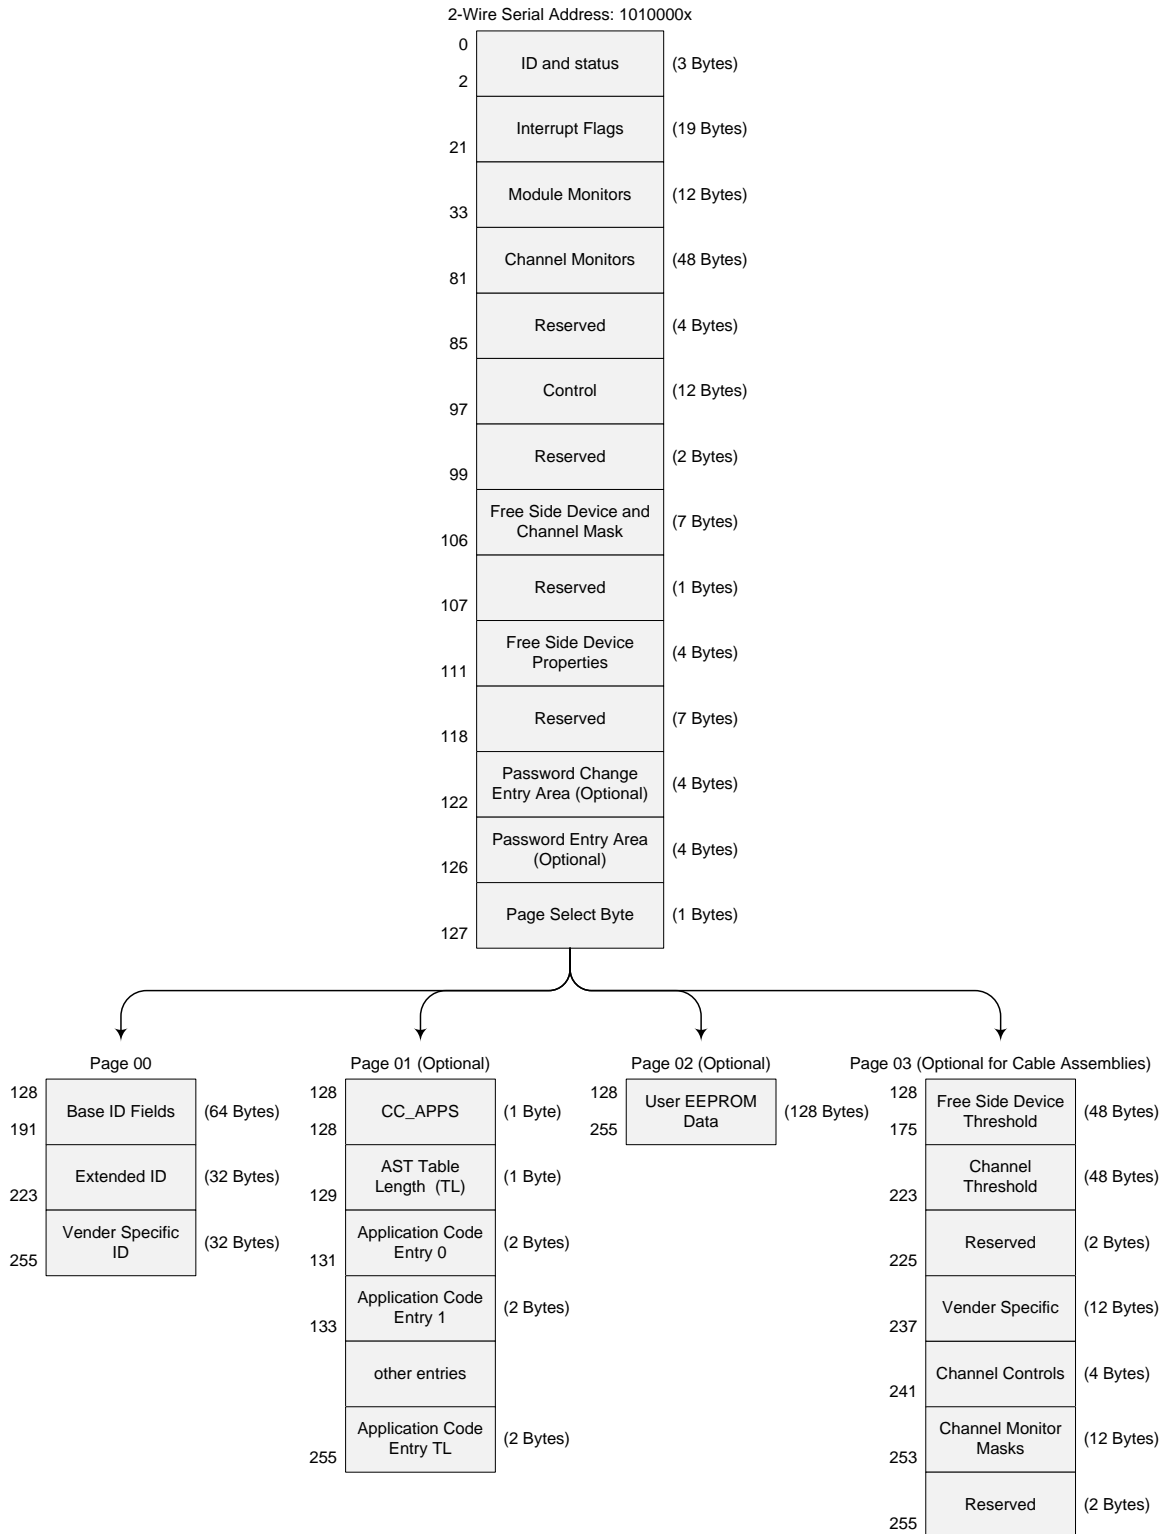 2-Wire Serial Address: 1010000x
0
ID and status
(3 Bytes)
2
Interrupt Flags
(19 Bytes)
21
Module Monitors
(12 Bytes)
33
Channel Monitors
(48 Bytes)
81
Reserved
(4 Bytes)
85
Control
(12 Bytes)
97
Reserved
(2 Bytes)
99
Free Side Device and
Channel Mask
(7 Bytes)
106
Reserved
(1 Bytes)
107
Free Side Device
Properties
(4 Bytes)
111
Reserved
(7 Bytes)
118
Password Change
Entry Area (Optional)
(4 Bytes)
122
Password Entry Area
(Optional)
(4 Bytes)
126
Page Select Byte
(1 Bytes)
127
Page 00
128
Base ID Fields
(64 Bytes)
191
Extended ID
(32 Bytes)
223
Vender Specific
ID
(32 Bytes)
255
Page 01 (Optional)
128
CC_APPS
(1 Byte)
128
AST Table
Length (TL)
(1 Byte)
129
Application Code
Entry 0
(2 Bytes)
131
Application Code
Entry 1
(2 Bytes)
133
other entries
Application Code
Entry TL
(2 Bytes)
255
Page 02 (Optional)
128
User EEPROM
Data
(128 Bytes)
255
Page 03 (Optional for Cable Assemblies)
128
Free Side Device
Threshold
(48 Bytes)
175
Channel
Threshold
(48 Bytes)
223
Reserved
(2 Bytes)
225
Vender Specific
(12 Bytes)
237
Channel Controls
(4 Bytes)
241
Channel Monitor
Masks
(12 Bytes)
253
Reserved
(2 Bytes)
255